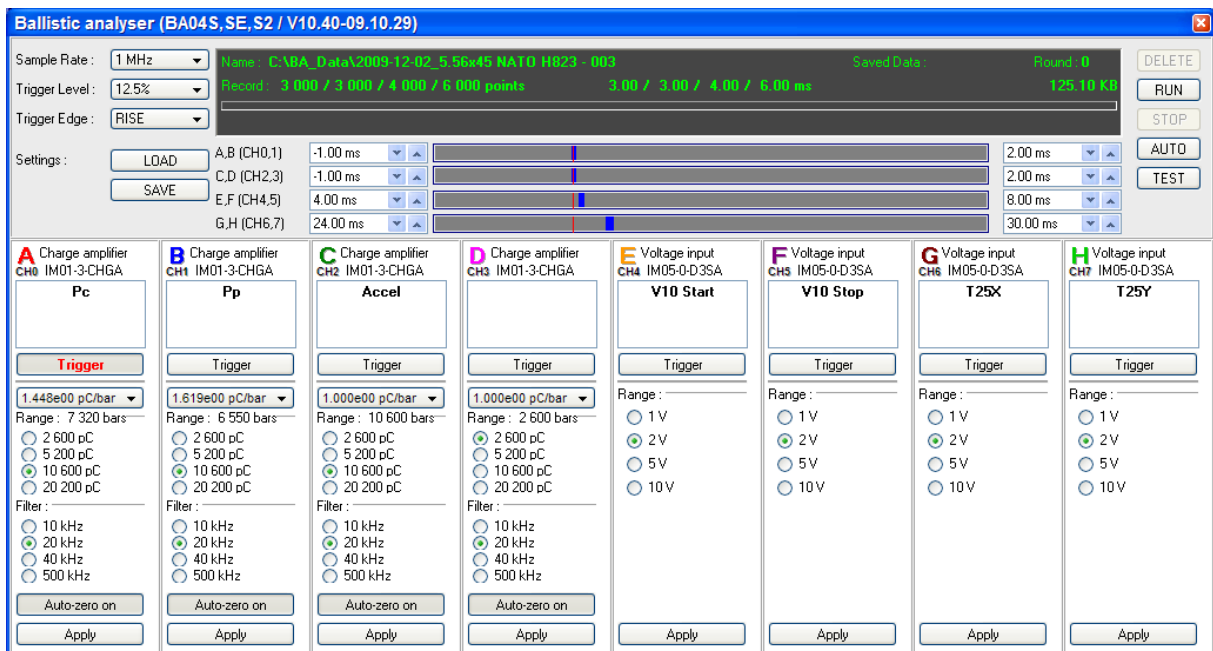 Ballistic analyser (BA04S,SE,S2 / V10.40-09.10.29)
Sample Rate : 1 MHz
Name : C:\BA_Data\2009-12-02_5.56x45 NATO H823 - 003 Saved Data : Round : 0
DELETE
Trigger Level : 12.5%
Record : 3 000 / 3 000 / 4 000 / 6 000 points 3.00 / 3.00 / 4.00 / 6.00 ms 125.10 KB
RUN
Trigger Edge : RISE
STOP
Settings : LOAD
SAVE
A,B (CH0,1) -1.00 ms 2.00 ms
AUTO
C,D (CH2,3) -1.00 ms 2.00 ms
TEST
E,F (CH4,5) 4.00 ms 8.00 ms
G,H (CH6,7) 24.00 ms 30.00 ms
A Charge amplifier
CH0 IM01-3-CHGA
Pc
Trigger
1.448e00 pC/bar
Range : 7 320 bars
2 600 pC
5 200 pC
10 600 pC
20 200 pC
Filter :
10 kHz
20 kHz
40 kHz
500 kHz
Auto-zero on
Apply
B Charge amplifier
CH1 IM01-3-CHGA
Pp
Trigger
1.619e00 pC/bar
Range : 6 550 bars
2 600 pC
5 200 pC
10 600 pC
20 200 pC
Filter :
10 kHz
20 kHz
40 kHz
500 kHz
Auto-zero on
Apply
C Charge amplifier
CH2 IM01-3-CHGA
Accel
Trigger
1.000e00 pC/bar
Range : 10 600 bars
2 600 pC
5 200 pC
10 600 pC
20 200 pC
Filter :
10 kHz
20 kHz
40 kHz
500 kHz
Auto-zero on
Apply
D Charge amplifier
CH3 IM01-3-CHGA
Trigger
1.000e00 pC/bar
Range : 2 600 bars
2 600 pC
5 200 pC
10 600 pC
20 200 pC
Filter :
10 kHz
20 kHz
40 kHz
500 kHz
Auto-zero on
Apply
E Voltage input
CH4 IM05-0-D3SA
V10 Start
Trigger
Range :
1 V
2 V
5 V
10 V
Apply
F Voltage input
CH5 IM05-0-D3SA
V10 Stop
Trigger
Range :
1 V
2 V
5 V
10 V
Apply
G Voltage input
CH6 IM05-0-D3SA
T25X
Trigger
Range :
1 V
2 V
5 V
10 V
Apply
H Voltage input
CH7 IM05-0-D3SA
T25Y
Trigger
Range :
1 V
2 V
5 V
10 V
Apply